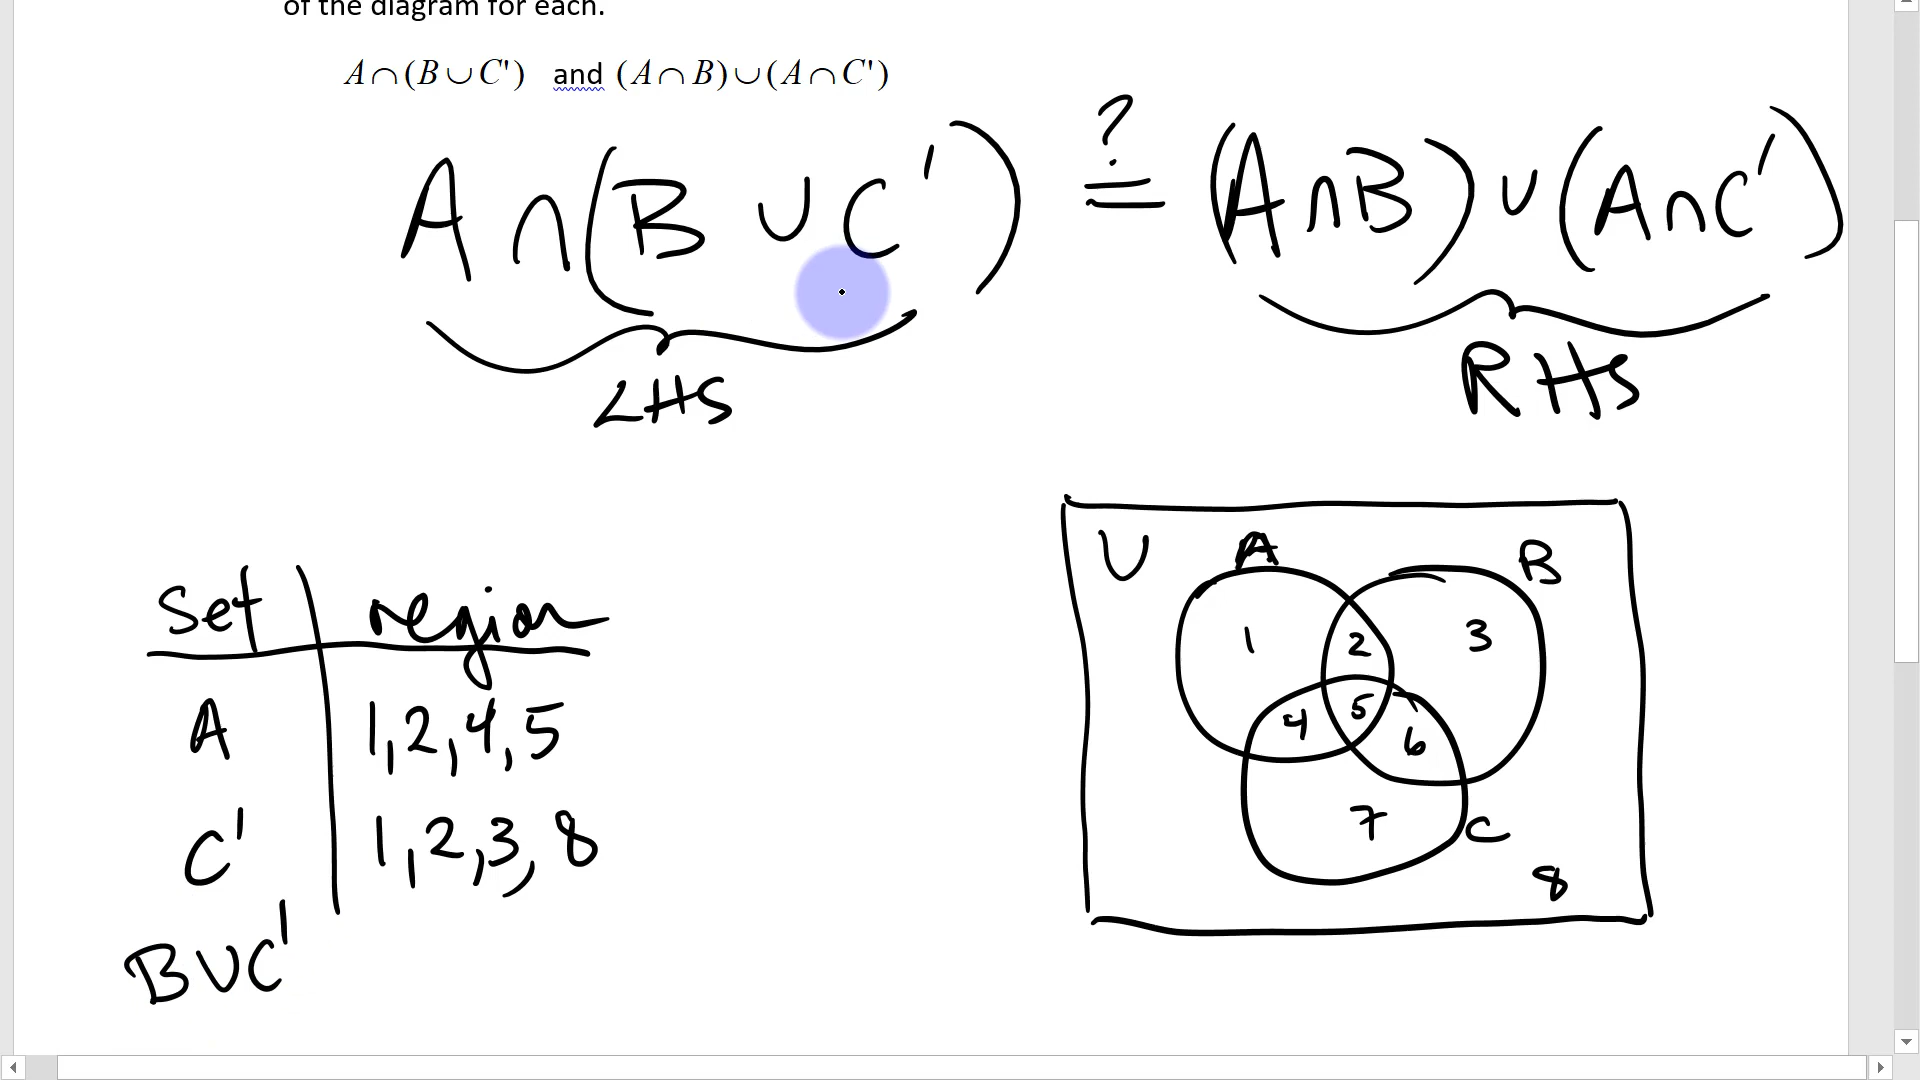 of the diagram for each.
A∩(B∪C') and (A∩B)∪(A∩C')
A∩(B∪C') ?= (A∩B)∪(A∩C')
LHS RHS
Set region
A 1,2,4,5
C' 1,2,3,8
B∪C'
U A B
1 2 3
4 5 6
7 C
8